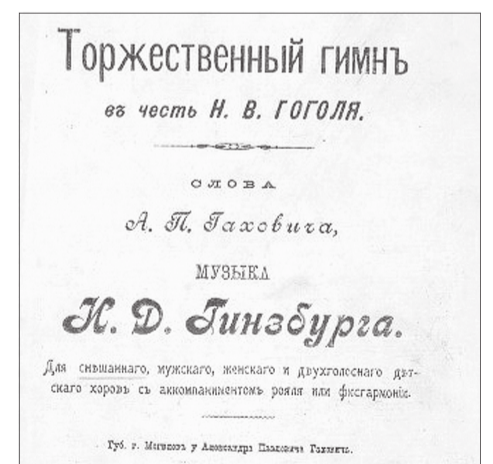 Торжественный гимнъ
въ честь Н. В. ГОГОЛЯ.
СЛОВА
А. П. Гаховича,
МУЗЫКА
Н. Д. Гинзбурга.
Для смѣшаннаго, мужскаго, женскаго и двухголоснаго дѣт-
скаго хоровъ съ аккомпаниментомъ рояля или фисгармоніи.
Губ. г. Могилевъ у Александра Павловича Гаховича.